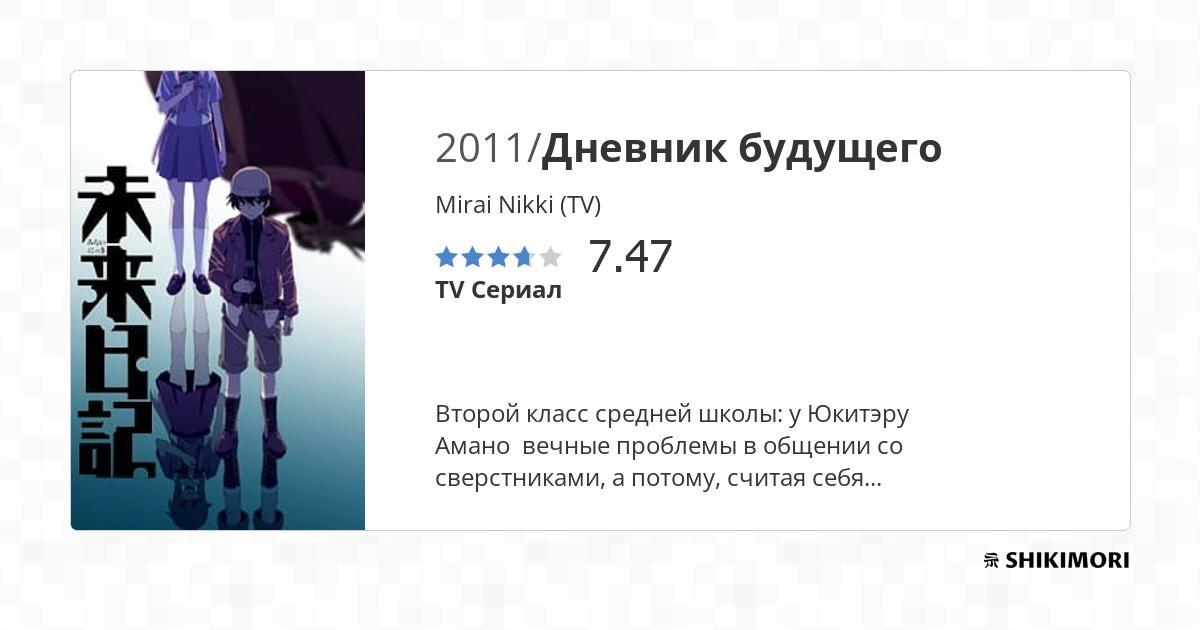 未来日記
2011/Дневник будущего
Mirai Nikki (TV)
7.47
TV Сериал
Второй класс средней школы: у Юкитэру
Амано  вечные проблемы в общении со
сверстниками, а потому, считая себя...
SHIKIMORI